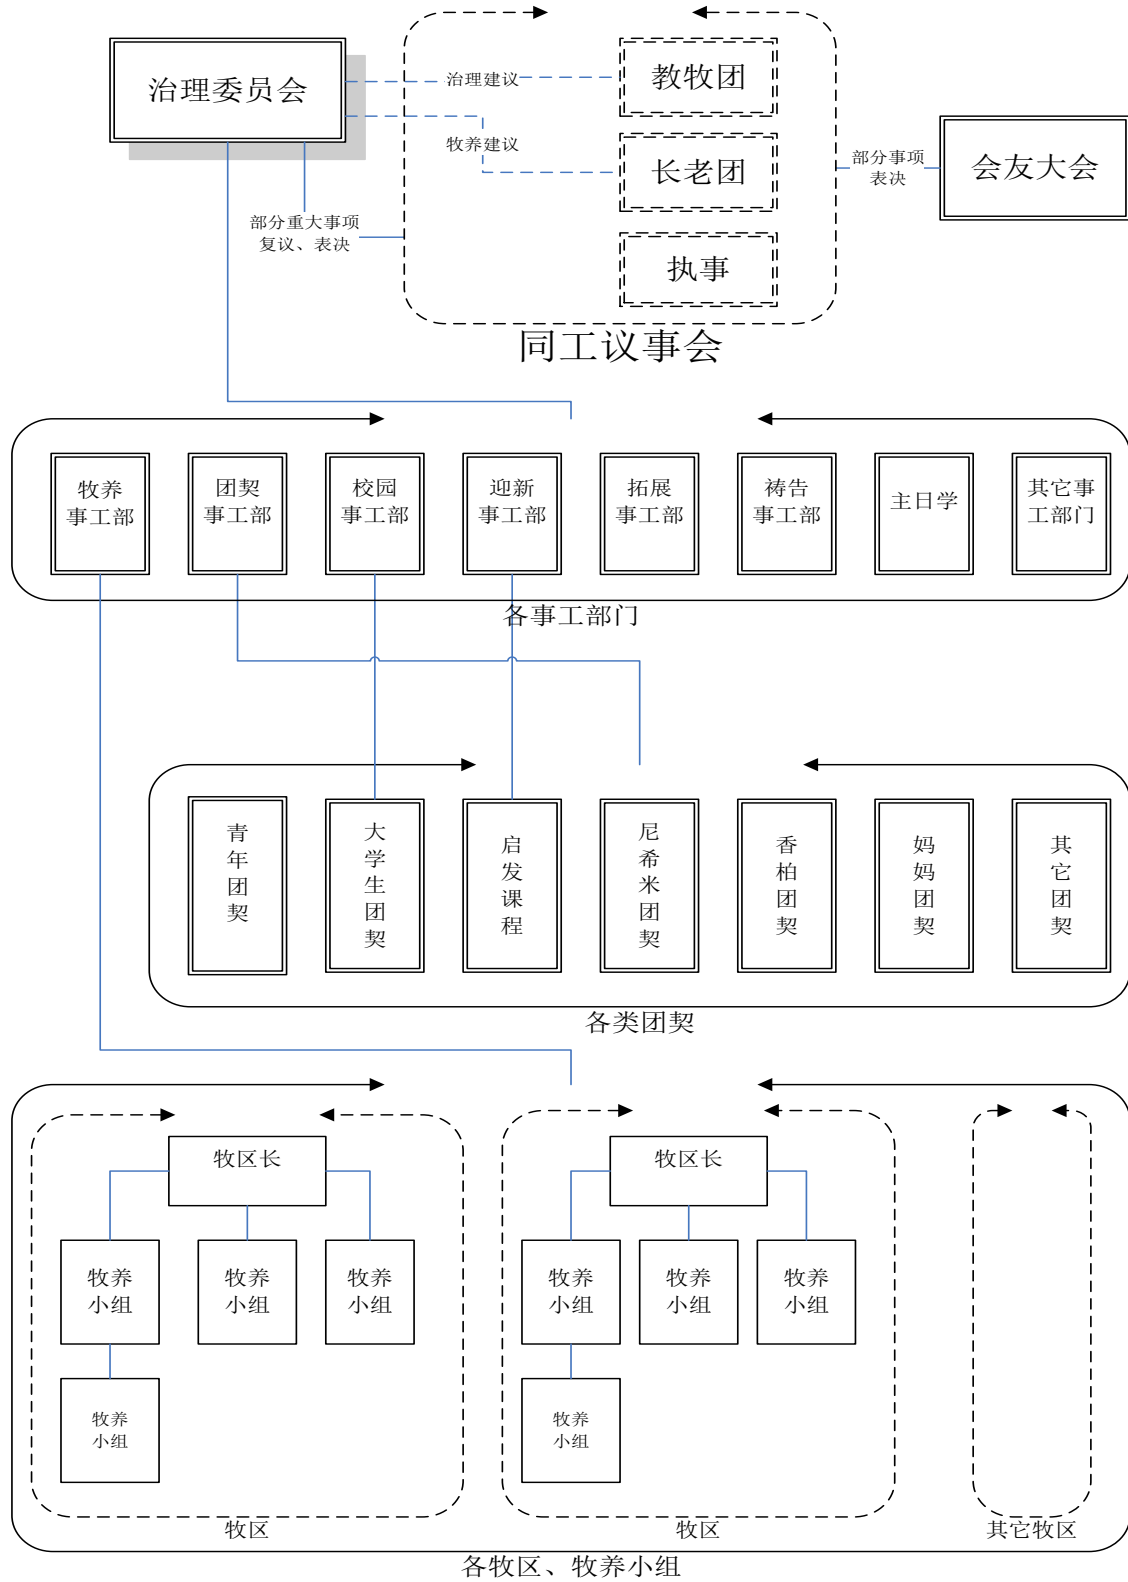 治理委员会
治理建议
教牧团
牧养建议
长老团
部分事项
表决
会友大会
部分重大事项
复议、表决
执事
同工议事会
牧养
事工部
团契
事工部
校园
事工部
迎新
事工部
拓展
事工部
祷告
事工部
主日学
其它事
工部门
各事工部门
青年团契
大学生团契
启发课程
尼希米团契
香柏团契
妈妈团契
其它团契
各类团契
牧区长
牧养
小组
牧养
小组
牧养
小组
牧养
小组
牧区
牧区长
牧养
小组
牧养
小组
牧养
小组
牧养
小组
牧区
其它牧区
各牧区、牧养小组